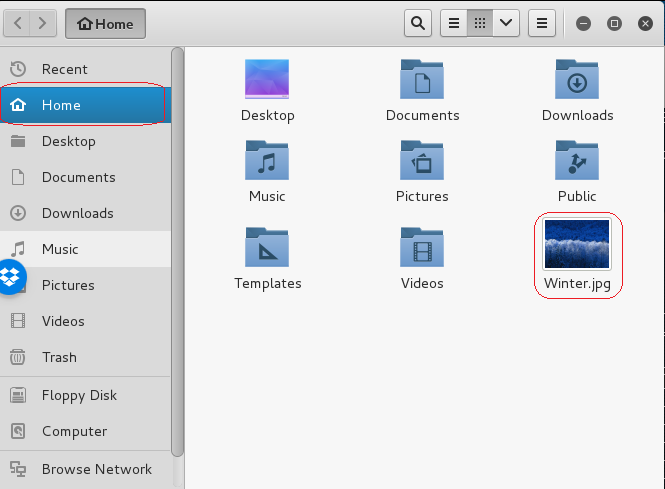 Home
Recent
Home
Desktop
Documents
Downloads
Music
Pictures
Videos
Trash
Floppy Disk
Computer
Browse Network
Desktop
Documents
Downloads
Music
Pictures
Public
Templates
Videos
Winter.jpg